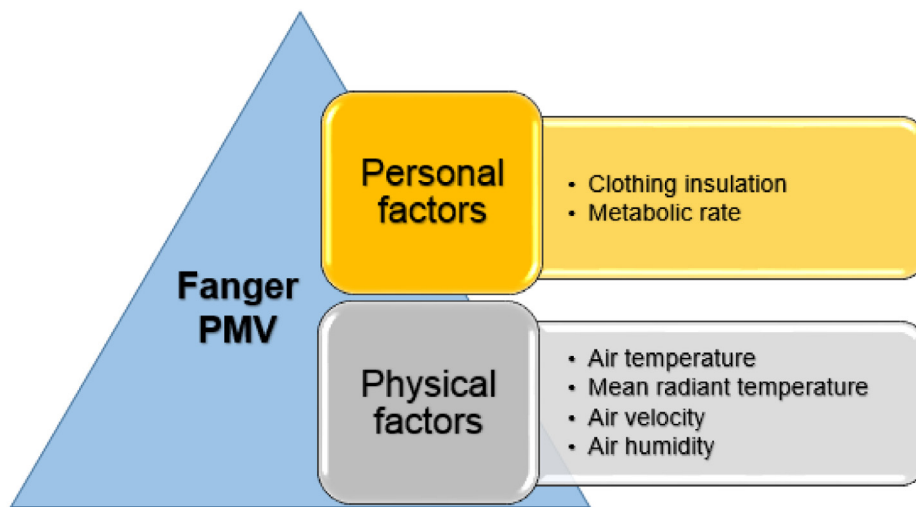 Fanger
PMV
Personal
factors
• Clothing insulation
• Metabolic rate
Physical
factors
• Air temperature
• Mean radiant temperature
• Air velocity
• Air humidity